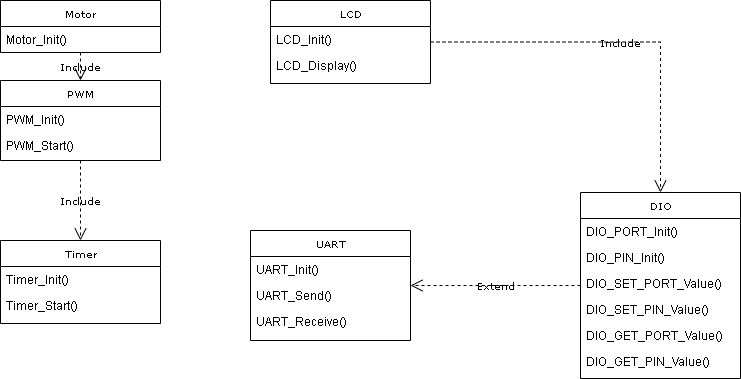 Motor
Motor_Init()
Include
PWM
PWM_Init()
PWM_Start()
Include
Timer
Timer_Init()
Timer_Start()
LCD
LCD_Init()
LCD_Display()
Include
UART
UART_Init()
UART_Send()
UART_Receive()
Extend
DIO
DIO_PORT_Init()
DIO_PIN_Init()
DIO_SET_PORT_Value()
DIO_SET_PIN_Value()
DIO_GET_PORT_Value()
DIO_GET_PIN_Value()